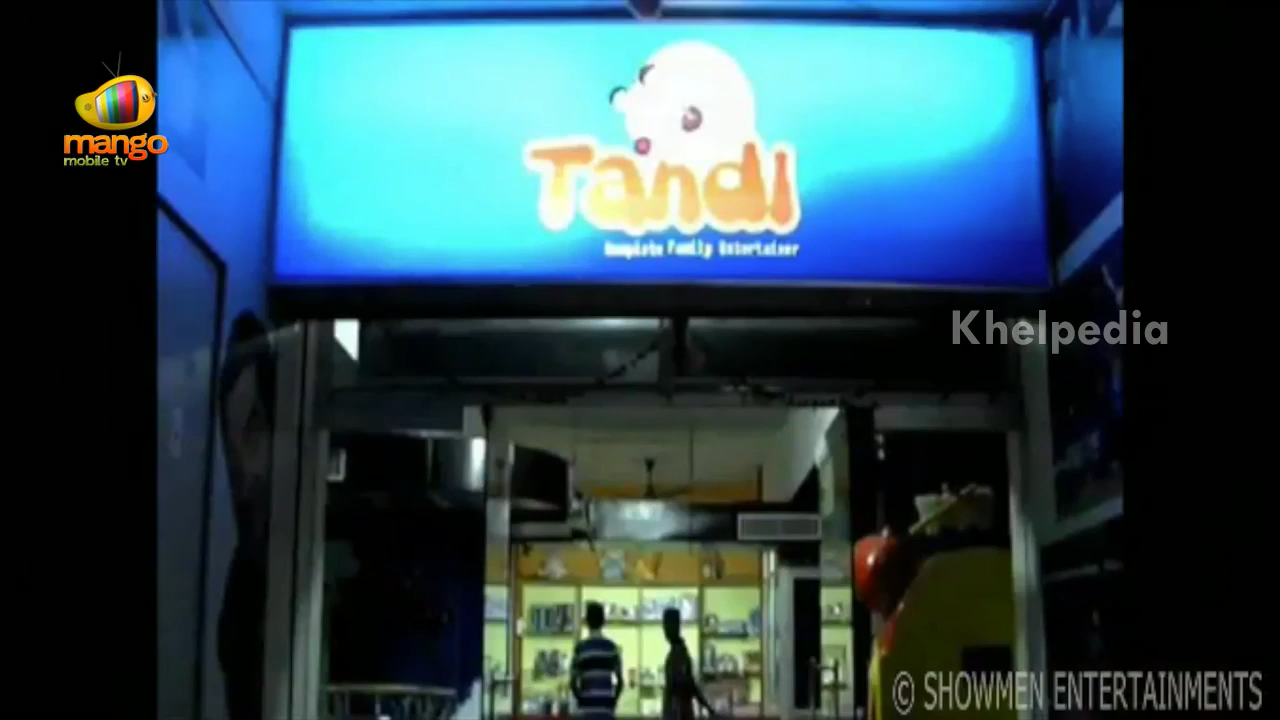 mango
mobile tv
Tandi
Complete Family Entertainer
Khelpedia
© SHOWMEN ENTERTAINMENTS